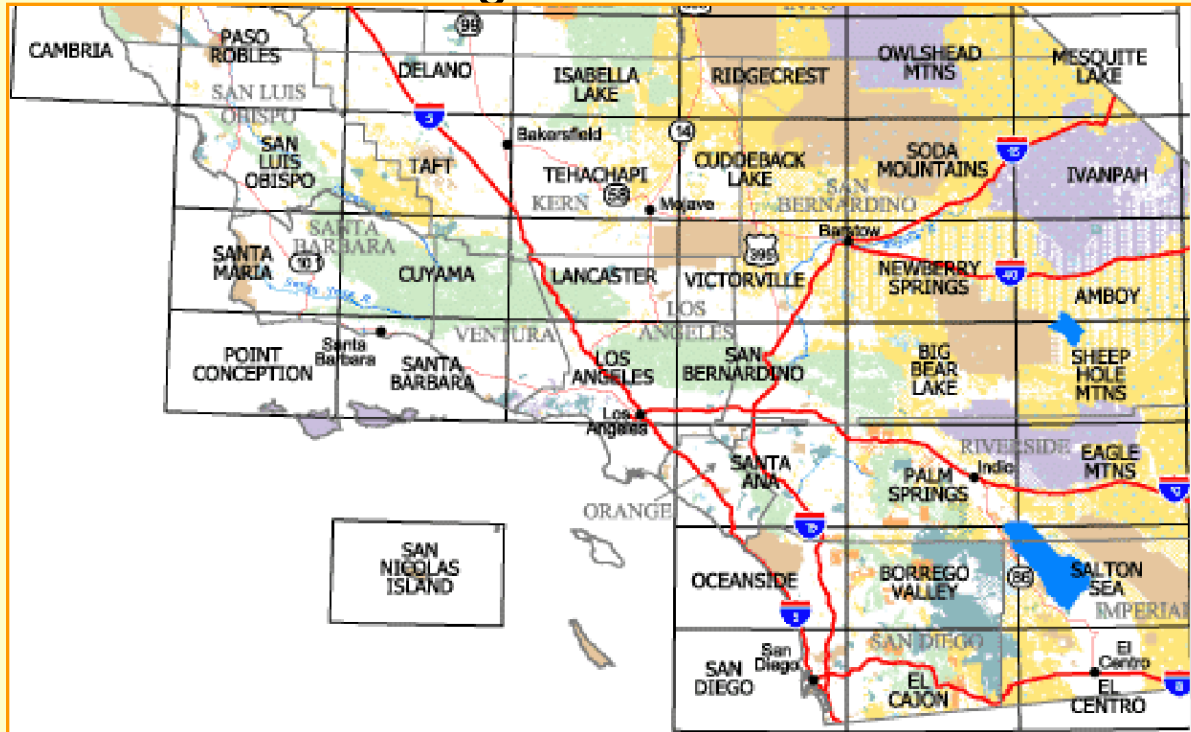 99
INYO
CAMBRIA
PASO
ROBLES
DELANO
ISABELLA
LAKE
RIDGECREST
OWLSHEAD
MTNS
MESQUITE
LAKE
SAN LUIS
OBISPO
5
Bakersfield
14
15
SAN
LUIS
OBISPO
TAFT
TEHACHAPI
58
CUDDEBACK
LAKE
SODA
MOUNTAINS
IVANPAH
KERN
Mojave
SAN
BERNARDINO
SANTA
BARBARA
Barstow
SANTA
MARIA
101
CUYAMA
LANCASTER
395
VICTORVILLE
NEWBERRY
SPRINGS
40
AMBOY
LOS
ANGELES
VENTURA
POINT
CONCEPTION
Santa
Barbara
SANTA
BARBARA
LOS
ANGELES
SAN
BERNARDINO
BIG
BEAR
LAKE
SHEEP
HOLE
MTNS
Los
Angeles
RIVERSIDE
SANTA
ANA
PALM
SPRINGS
Indio
EAGLE
MTNS
10
ORANGE
15
SAN
NICOLAS
ISLAND
OCEANSIDE
BORREGO
VALLEY
86
SALTON
SEA
IMPERIAL
5
SAN DIEGO
San
Diego
El
Centro
SAN
DIEGO
EL
CAJON
EL
CENTRO
8